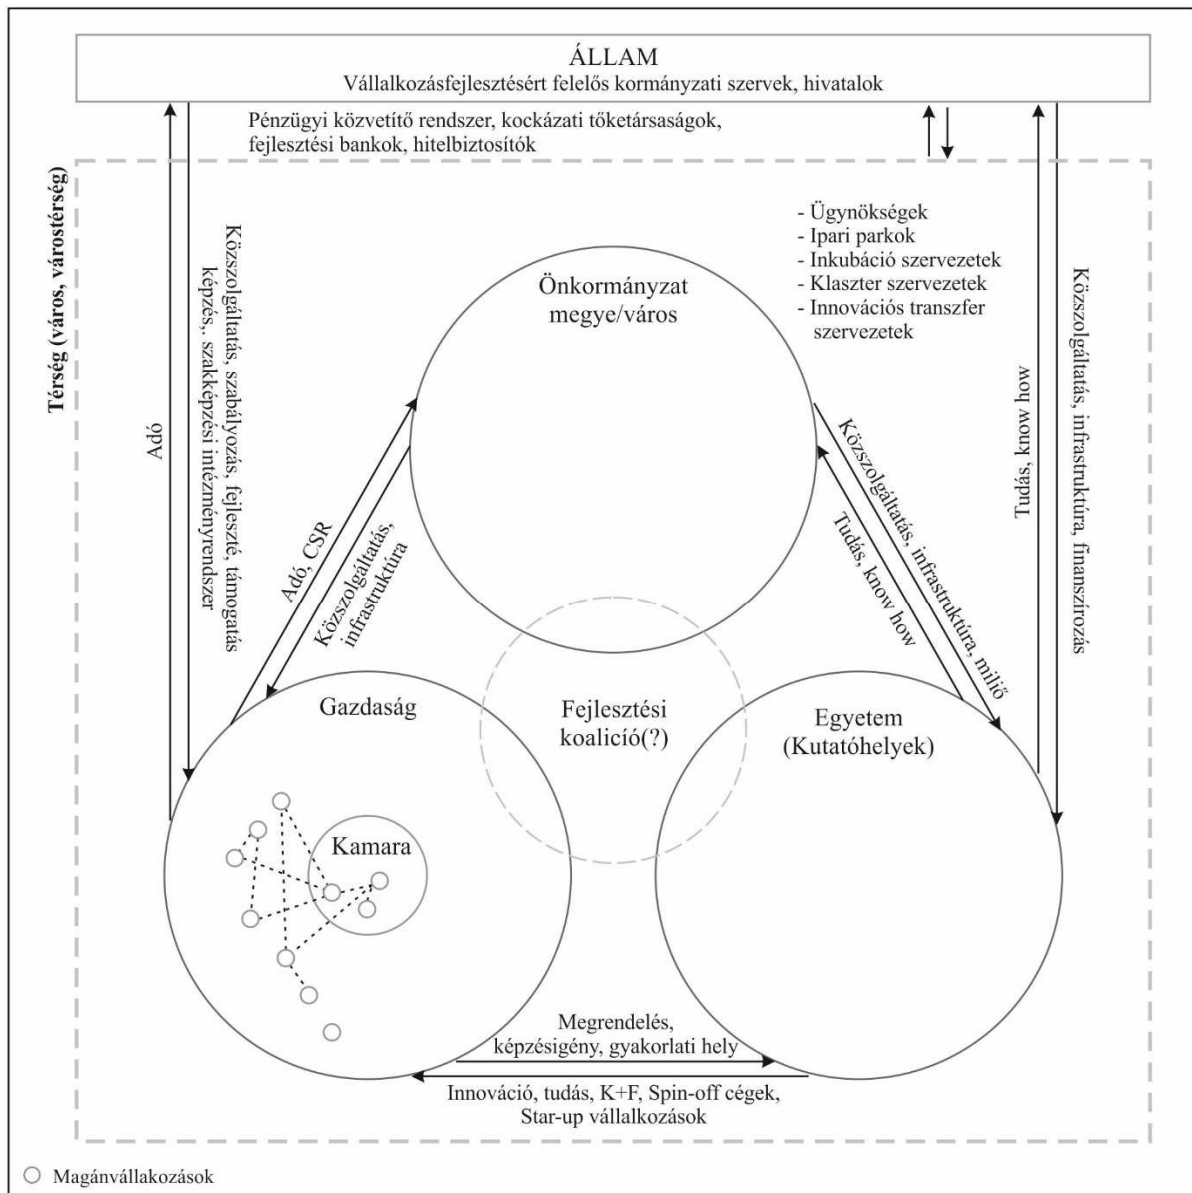 ÁLLAM
Vállalkozásfejlesztésért felelős kormányzati szervek, hivatalok
Pénzügyi közvetítő rendszer, kockázati tőketársaságok,
fejlesztési bankok, hitelbiztosítók
Térség (város, várostérség)
Adó
Közszolgáltatás, szabályozás, fejleszté, támogatás
képzés,. szakképzési intézményrendszer
- Ügynökségek
- Ipari parkok
- Inkubáció szervezetek
- Klaszter szervezetek
- Innovációs transzfer
szervezetek
Önkormányzat
megye/város
Tudás, know how
Közszolgáltatás, infrastruktúra, finanszírozás
Adó, CSR
Közszolgáltatás,
infrastruktúra
Közszolgáltatás, infrastruktúra, milió
Tudás, know how
Gazdaság
Fejlesztési
koalicíó(?)
Egyetem
(Kutatóhelyek)
Kamara
Megrendelés,
képzésigény, gyakorlati hely
Innováció, tudás, K+F, Spin-off cégek,
Star-up vállalkozások
Magánvállakozások